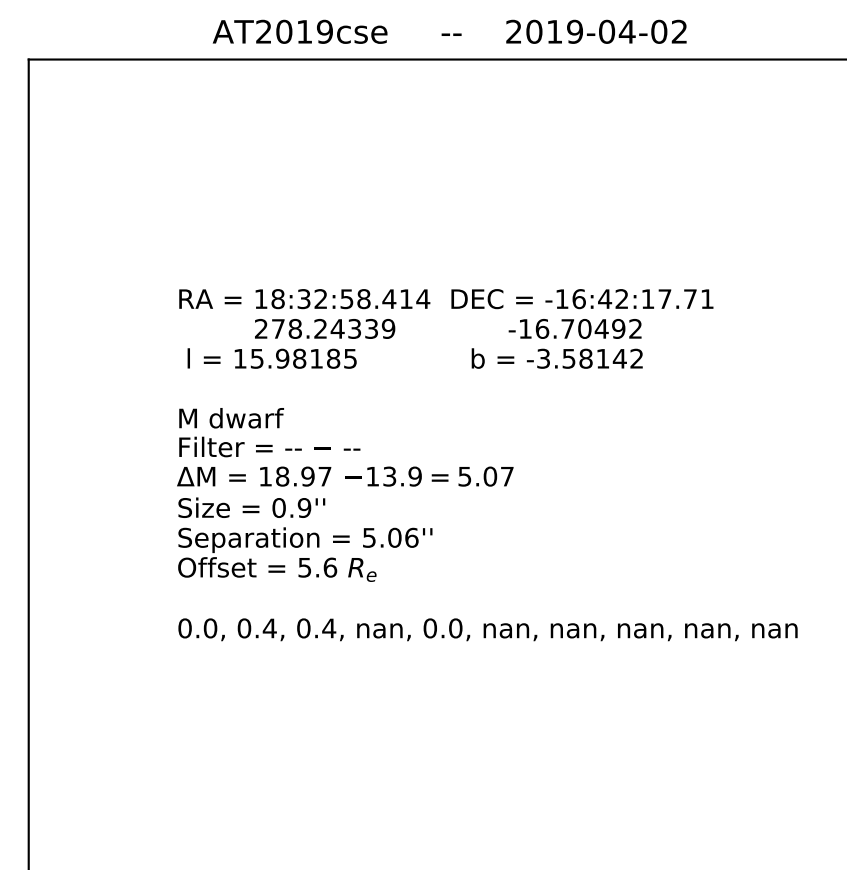 AT2019cse -- 2019-04-02
RA = 18:32:58.414 DEC = -16:42:17.71
278.24339 -16.70492
l = 15.98185 b = -3.58142
M dwarf
Filter = -- − --
ΔM = 18.97 −13.9 = 5.07
Size = 0.9''
Separation = 5.06''
Offset = 5.6 Rₑ
0.0, 0.4, 0.4, nan, 0.0, nan, nan, nan, nan, nan